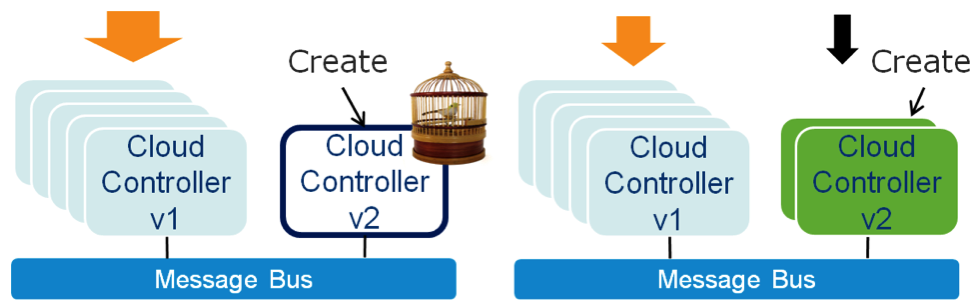 Create
Cloud
Controller
v1
Cloud
Controller
v2
Message Bus
Create
Cloud
Controller
v1
Cloud
Controller
v2
Message Bus